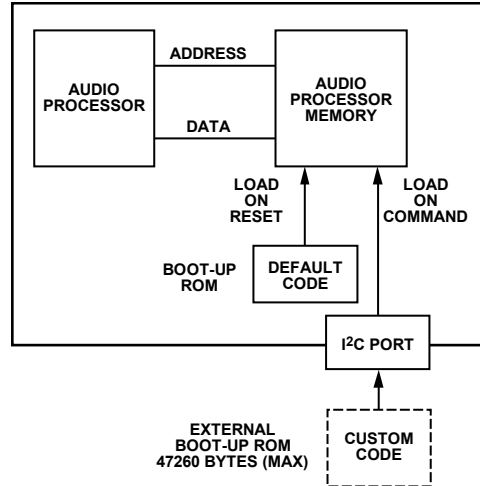 AUDIO
PROCESSOR
ADDRESS
DATA
AUDIO
PROCESSOR
MEMORY
LOAD
ON
RESET
LOAD
ON
COMMAND
BOOT-UP
ROM
DEFAULT
CODE
I²C PORT
EXTERNAL
BOOT-UP ROM
47260 BYTES (MAX)
CUSTOM
CODE